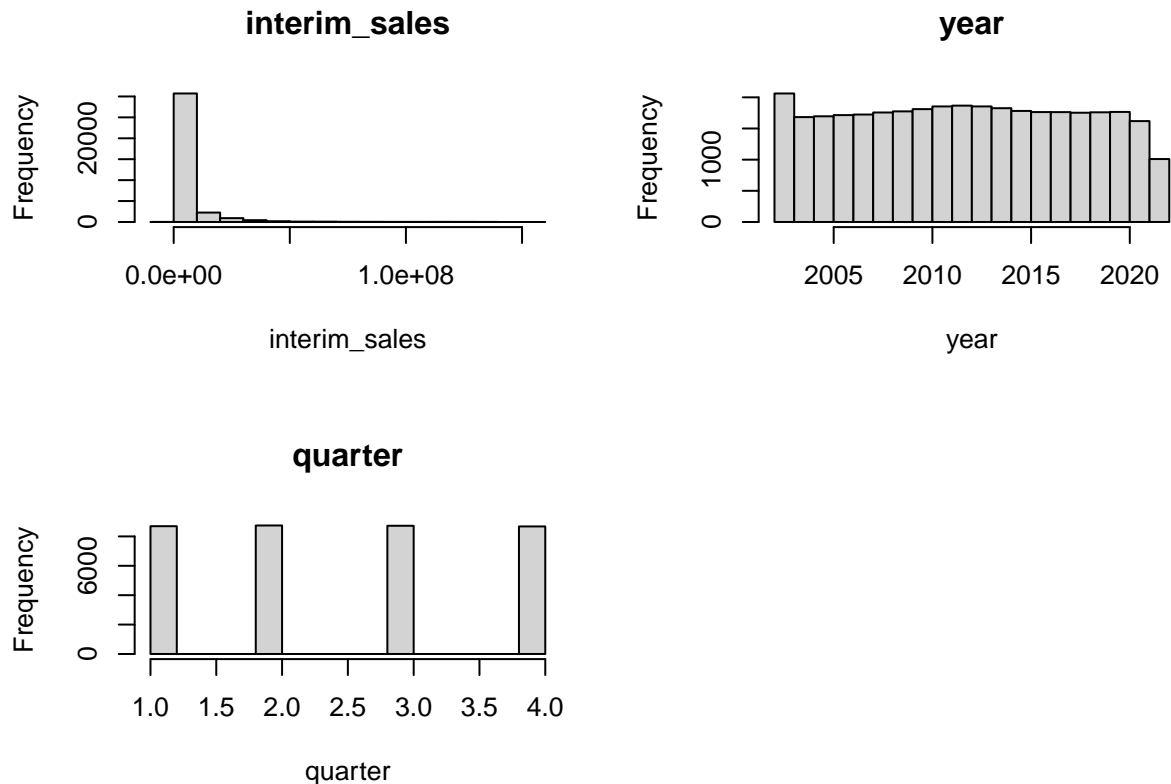 interim_sales
Frequency
0
20000
0.0e+00
1.0e+08
interim_sales
year
Frequency
0
1000
2005
2010
2015
2020
year
quarter
Frequency
0
6000
1.0
1.5
2.0
2.5
3.0
3.5
4.0
quarter